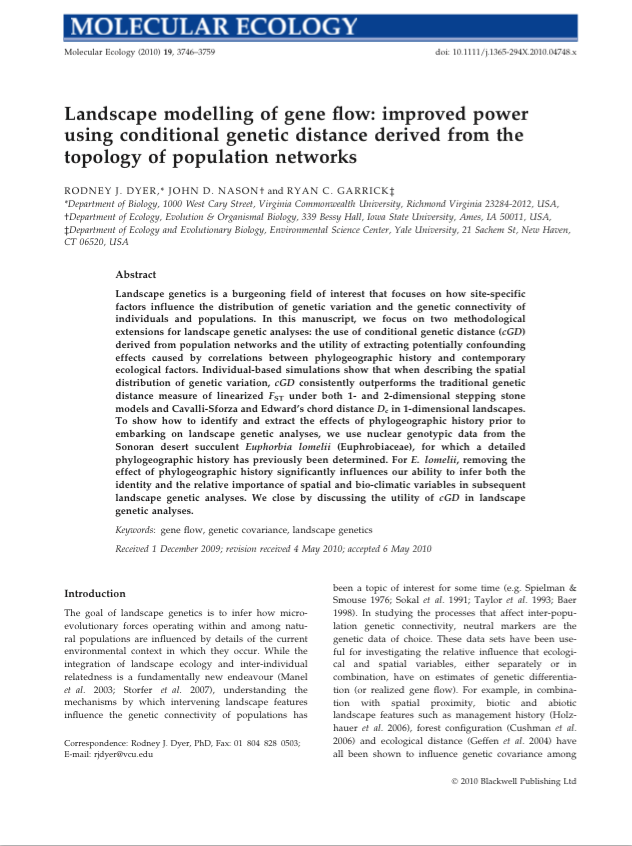 MOLECULAR ECOLOGY
Molecular Ecology (2010) 19, 3746–3759
doi: 10.1111/j.1365-294X.2010.04748.x
Landscape modelling of gene flow: improved power
using conditional genetic distance derived from the
topology of population networks
RODNEY J. DYER,* JOHN D. NASON† and RYAN C. GARRICK‡
*Department of Biology, 1000 West Cary Street, Virginia Commonwealth University, Richmond Virginia 23284-2012, USA,
†Department of Ecology, Evolution & Organismal Biology, 339 Bessy Hall, Iowa State University, Ames, IA 50011, USA,
‡Department of Ecology and Evolutionary Biology, Environmental Science Center, Yale University, 21 Sachem St, New Haven,
CT 06520, USA
Abstract
Landscape genetics is a burgeoning field of interest that focuses on how site-specific
factors influence the distribution of genetic variation and the genetic connectivity of
individuals and populations. In this manuscript, we focus on two methodological
extensions for landscape genetic analyses: the use of conditional genetic distance (cGD)
derived from population networks and the utility of extracting potentially confounding
effects caused by correlations between phylogeographic history and contemporary
ecological factors. Individual-based simulations show that when describing the spatial
distribution of genetic variation, cGD consistently outperforms the traditional genetic
distance measure of linearized FST under both 1- and 2-dimensional stepping stone
models and Cavalli-Sforza and Edward's chord distance Dc in 1-dimensional landscapes.
To show how to identify and extract the effects of phylogeographic history prior to
embarking on landscape genetic analyses, we use nuclear genotypic data from the
Sonoran desert succulent Euphorbia lomelii (Euphrobiaceae), for which a detailed
phylogeographic history has previously been determined. For E. lomelii, removing the
effect of phylogeographic history significantly influences our ability to infer both the
identity and the relative importance of spatial and bio-climatic variables in subsequent
landscape genetic analyses. We close by discussing the utility of cGD in landscape
genetic analyses.
Keywords: gene flow, genetic covariance, landscape genetics
Received 1 December 2009; revision received 4 May 2010; accepted 6 May 2010
Introduction
The goal of landscape genetics is to infer how micro-
evolutionary forces operating within and among natu-
ral populations are influenced by details of the current
environmental context in which they occur. While the
integration of landscape ecology and inter-individual
relatedness is a fundamentally new endeavour (Manel
et al. 2003; Storfer et al. 2007), understanding the
mechanisms by which intervening landscape features
influence the genetic connectivity of populations has
Correspondence: Rodney J. Dyer, PhD, Fax: 01 804 828 0503;
E-mail: rjdyer@vcu.edu
been a topic of interest for some time (e.g. Spielman &
Smouse 1976; Sokal et al. 1991; Taylor et al. 1993; Baer
1998). In studying the processes that affect inter-popu-
lation genetic connectivity, neutral markers are the
genetic data of choice. These data sets have been use-
ful for investigating the relative influence that ecologi-
cal and spatial variables, either separately or in
combination, have on estimates of genetic differentia-
tion (or realized gene flow). For example, in combina-
tion with spatial proximity, biotic and abiotic
landscape features such as management history (Holz-
hauer et al. 2006), forest configuration (Cushman et al.
2006) and ecological distance (Geffen et al. 2004) have
all been shown to influence genetic covariance among
© 2010 Blackwell Publishing Ltd